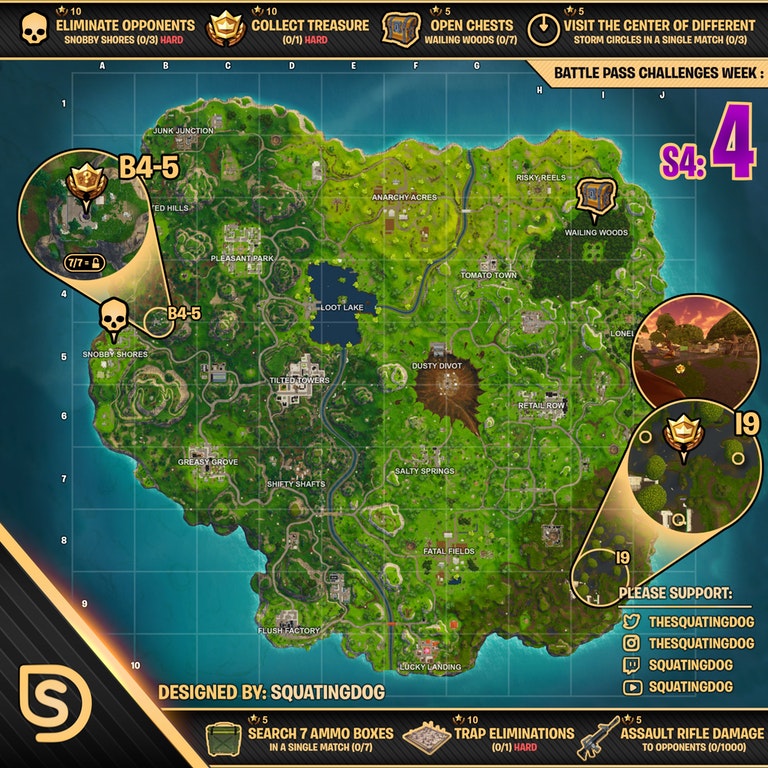 10
ELIMINATE OPPONENTS
SNOBBY SHORES (0/3) HARD
10
COLLECT TREASURE
(0/1) HARD
5
OPEN CHESTS
WAILING WOODS (0/7)
5
VISIT THE CENTER OF DIFFERENT
STORM CIRCLES IN A SINGLE MATCH (0/3)
BATTLE PASS CHALLENGES WEEK :
S4: 4
A B C D E F G H I J
1
4
5
6
7
8
9
10
JUNK JUNCTION
B4-5
7/7 =
TED HILLS
ANARCHY ACRES
RISKY REELS
WAILING WOODS
PLEASANT PARK
TOMATO TOWN
LOOT LAKE
B4-5
SNOBBY SHORES
LONEL
DUSTY DIVOT
TILTED TOWERS
RETAIL ROW
I9
GREASY GROVE
SALTY SPRINGS
SHIFTY SHAFTS
FATAL FIELDS
I9
FLUSH FACTORY
LUCKY LANDING
PLEASE SUPPORT:
THESQUATINGDOG
THESQUATINGDOG
SQUATINGDOG
SQUATINGDOG
S
DESIGNED BY: SQUATINGDOG
5
SEARCH 7 AMMO BOXES
IN A SINGLE MATCH (0/7)
10
TRAP ELIMINATIONS
(0/1) HARD
5
ASSAULT RIFLE DAMAGE
TO OPPONENTS (0/1000)